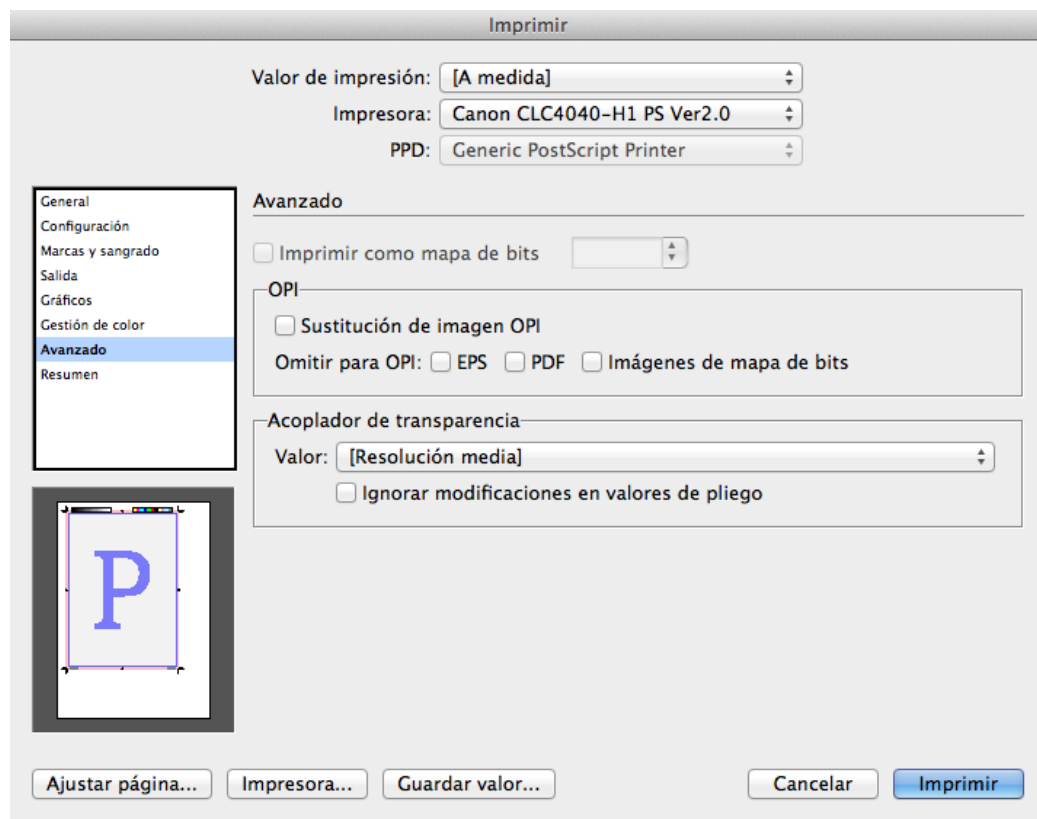 Imprimir
Valor de impresión: [A medida]
Impresora: Canon CLC4040-H1 PS Ver2.0
PPD: Generic PostScript Printer
General
Configuración
Marcas y sangrado
Salida
Gráficos
Gestión de color
Avanzado
Resumen
Avanzado
Imprimir como mapa de bits
OPI
Sustitución de imagen OPI
Omitir para OPI: EPS PDF Imágenes de mapa de bits
Acoplador de transparencia
Valor: [Resolución media]
Ignorar modificaciones en valores de pliego
P
Ajustar página... Impresora... Guardar valor... Cancelar Imprimir